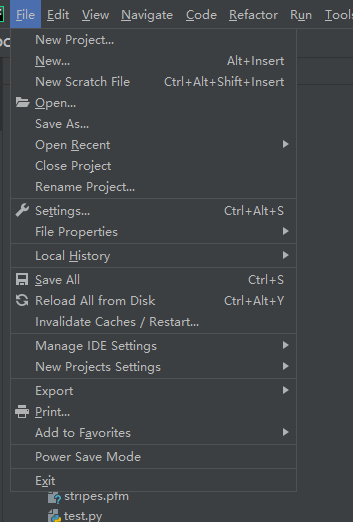 File Edit View Navigate Code Refactor Run Tools
New Project...
New... Alt+Insert
New Scratch File Ctrl+Alt+Shift+Insert
Open...
Save As...
Open Recent
Close Project
Rename Project...
Settings... Ctrl+Alt+S
File Properties
Local History
Save All Ctrl+S
Reload All from Disk Ctrl+Alt+Y
Invalidate Caches / Restart...
Manage IDE Settings
New Projects Settings
Export
Print...
Add to Favorites
Power Save Mode
Exit
stripes.pfm
test.py